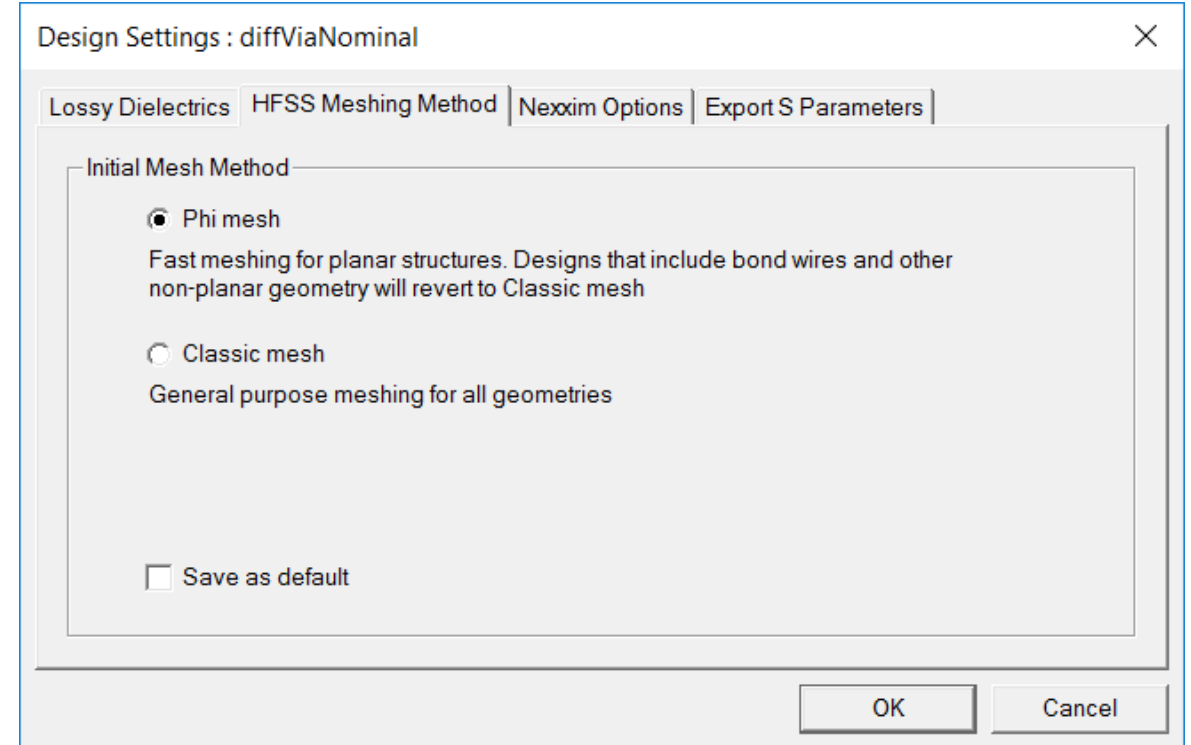 Design Settings : diffViaNominal
Lossy Dielectrics HFSS Meshing Method Nexxim Options Export S Parameters
Initial Mesh Method
Phi mesh
Fast meshing for planar structures. Designs that include bond wires and other
non-planar geometry will revert to Classic mesh
Classic mesh
General purpose meshing for all geometries
Save as default
OK Cancel